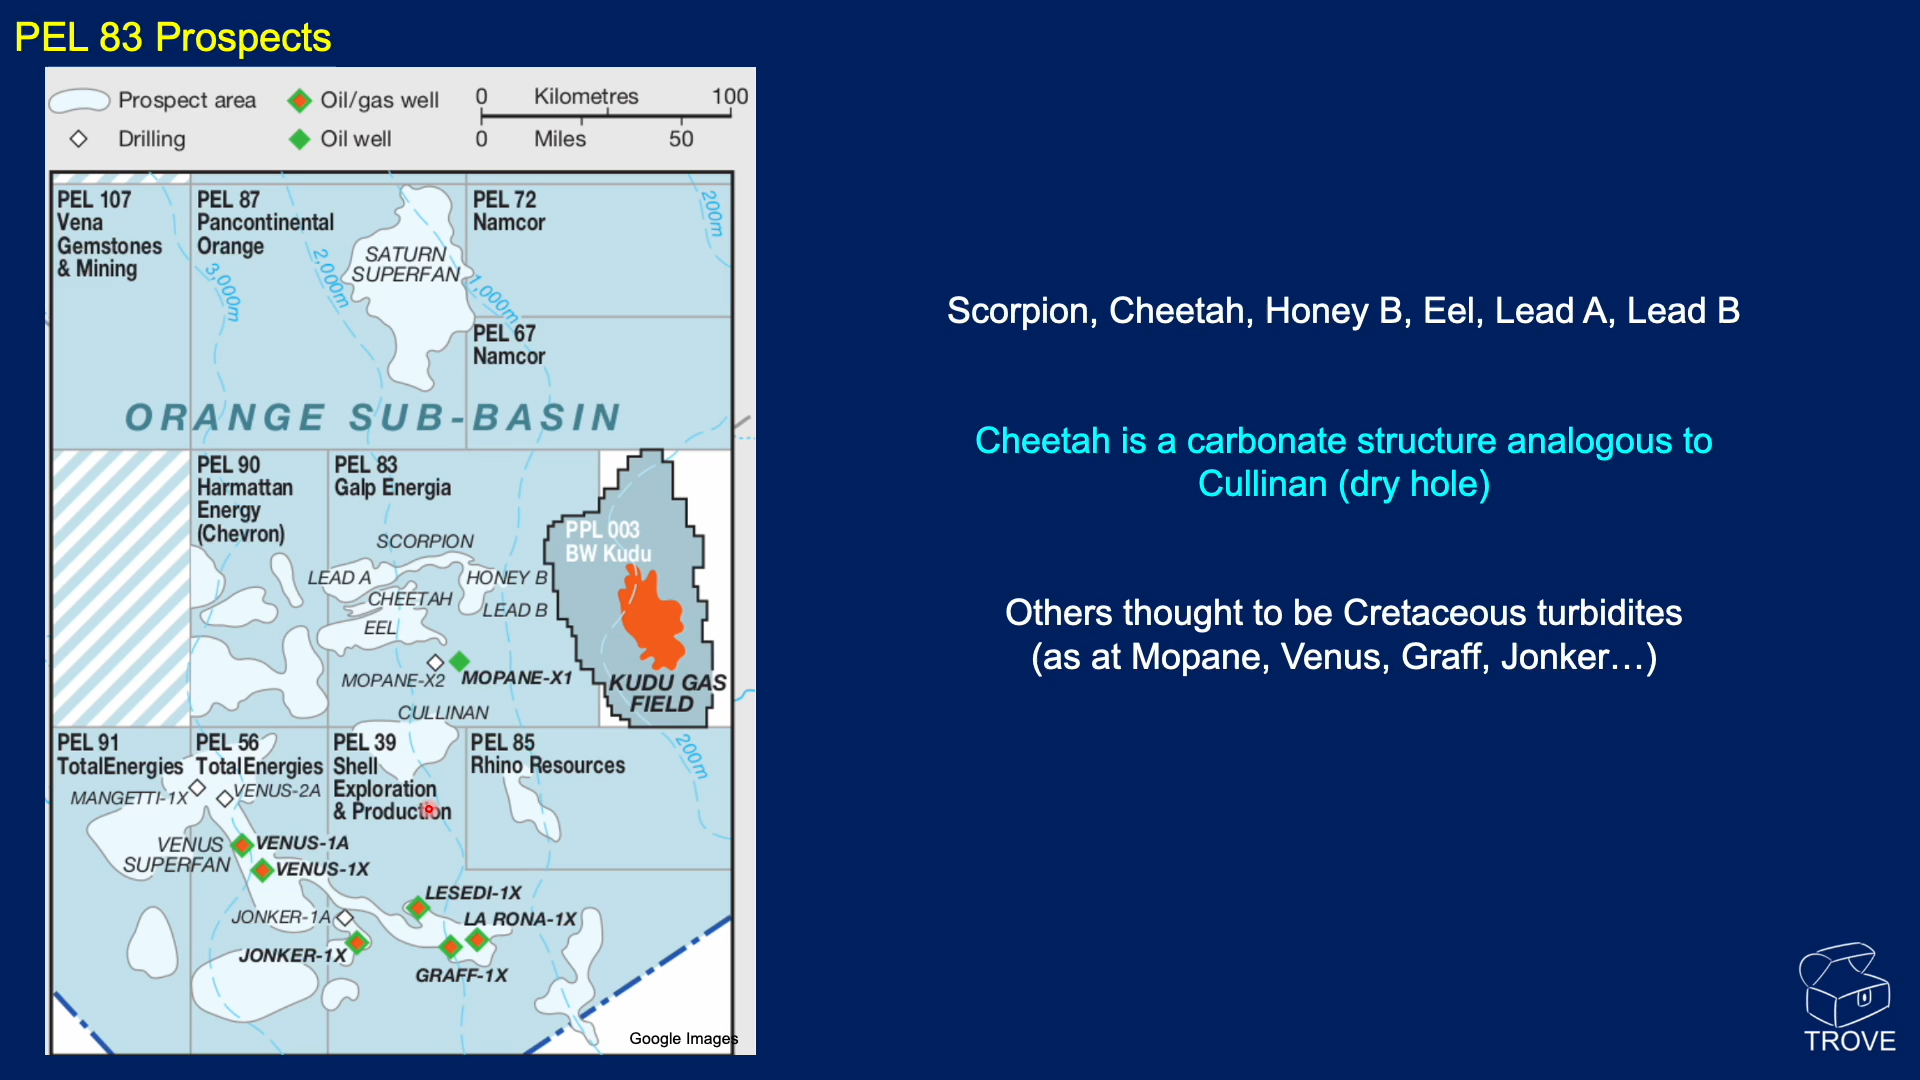 PEL 83 Prospects
Prospect area
Oil/gas well
0 Kilometres 100
Drilling
Oil well
0 Miles 50
PEL 107
Vena
Gemstones
& Mining
PEL 87
Pancontinental
Orange
PEL 72
Namcor
200m
SATURN
SUPERFAN
3,000m
2,000m
1,000m
PEL 67
Namcor
ORANGE SUB-BASIN
PEL 90
Harmattan
Energy
(Chevron)
PEL 83
Galp Energia
PPL 003
BW Kudu
SCORPION
LEAD A
HONEY B
CHEETAH
LEAD B
EEL
MOPANE-X2
MOPANE-X1
KUDU GAS
FIELD
CULLINAN
PEL 91
TotalEnergies
PEL 56
TotalEnergies
PEL 39
Shell
Exploration
& Production
PEL 85
Rhino Resources
200m
MANGETTI-1X
VENUS-2A
VENUS
SUPERFAN
VENUS-1A
VENUS-1X
LESEDI-1X
LA RONA-1X
JONKER-1A
JONKER-1X
GRAFF-1X
Google Images
Scorpion, Cheetah, Honey B, Eel, Lead A, Lead B
Cheetah is a carbonate structure analogous to
Cullinan (dry hole)
Others thought to be Cretaceous turbidites
(as at Mopane, Venus, Graff, Jonker…)
TROVE